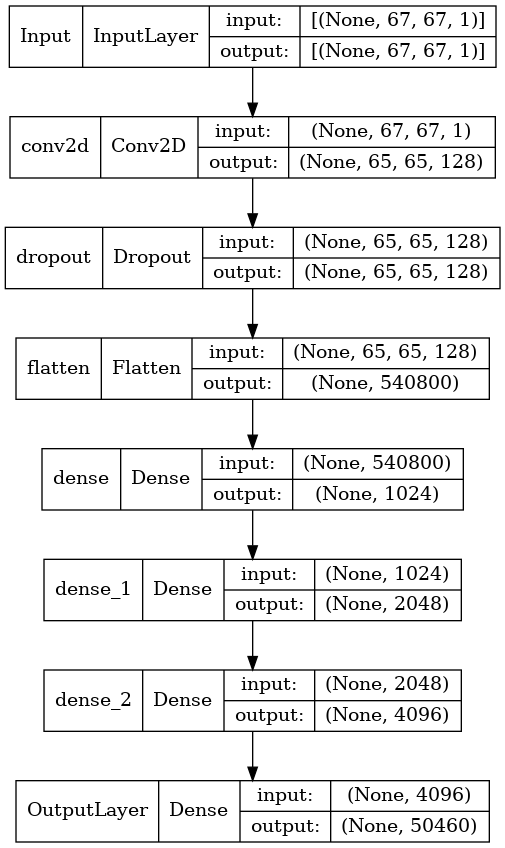 Input InputLayer input: [(None, 67, 67, 1)]
output: [(None, 67, 67, 1)]
conv2d Conv2D input: (None, 67, 67, 1)
output: (None, 65, 65, 128)
dropout Dropout input: (None, 65, 65, 128)
output: (None, 65, 65, 128)
flatten Flatten input: (None, 65, 65, 128)
output: (None, 540800)
dense Dense input: (None, 540800)
output: (None, 1024)
dense_1 Dense input: (None, 1024)
output: (None, 2048)
dense_2 Dense input: (None, 2048)
output: (None, 4096)
OutputLayer Dense input: (None, 4096)
output: (None, 50460)